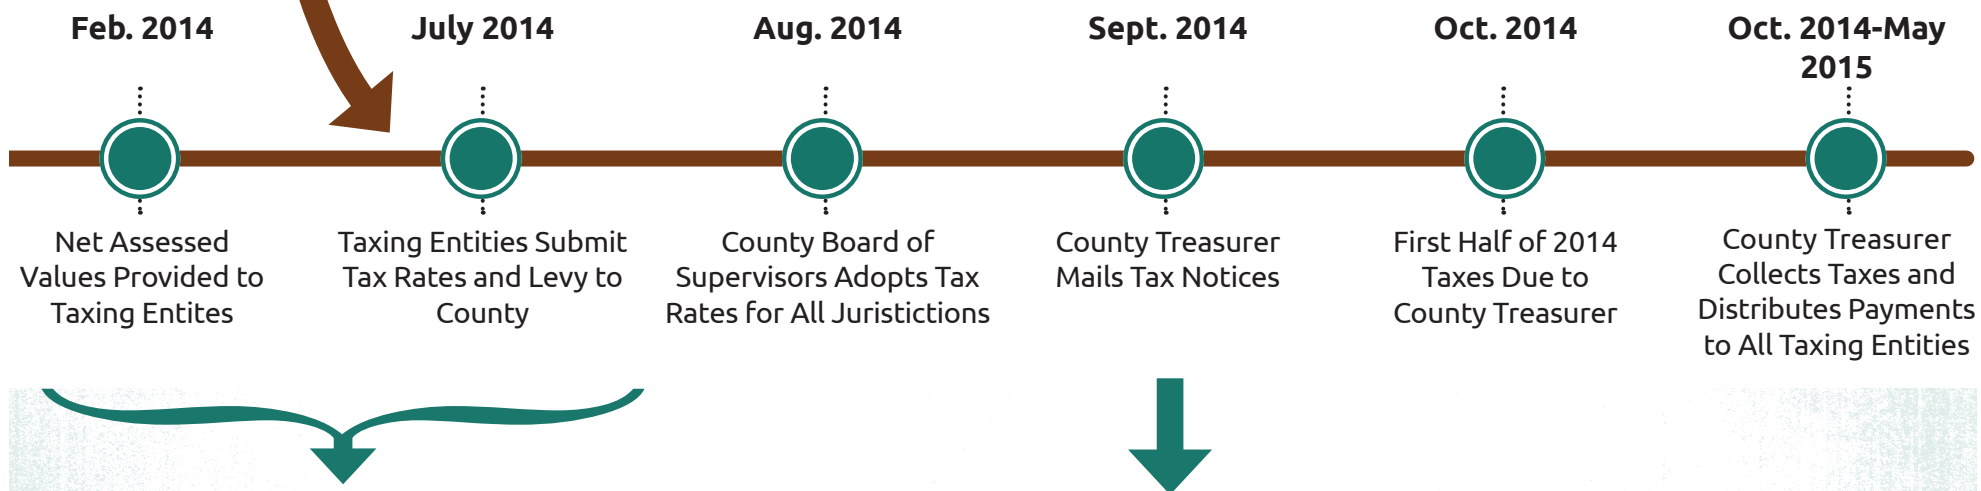 Feb. 2014
July 2014
Aug. 2014
Sept. 2014
Oct. 2014
Oct. 2014-May
2015
Net Assessed
Values Provided to
Taxing Entites
Taxing Entities Submit
Tax Rates and Levy to
County
County Board of
Supervisors Adopts Tax
Rates for All Juristictions
County Treasurer
Mails Tax Notices
First Half of 2014
Taxes Due to
County Treasurer
County Treasurer
Collects Taxes and
Distributes Payments
to All Taxing Entities